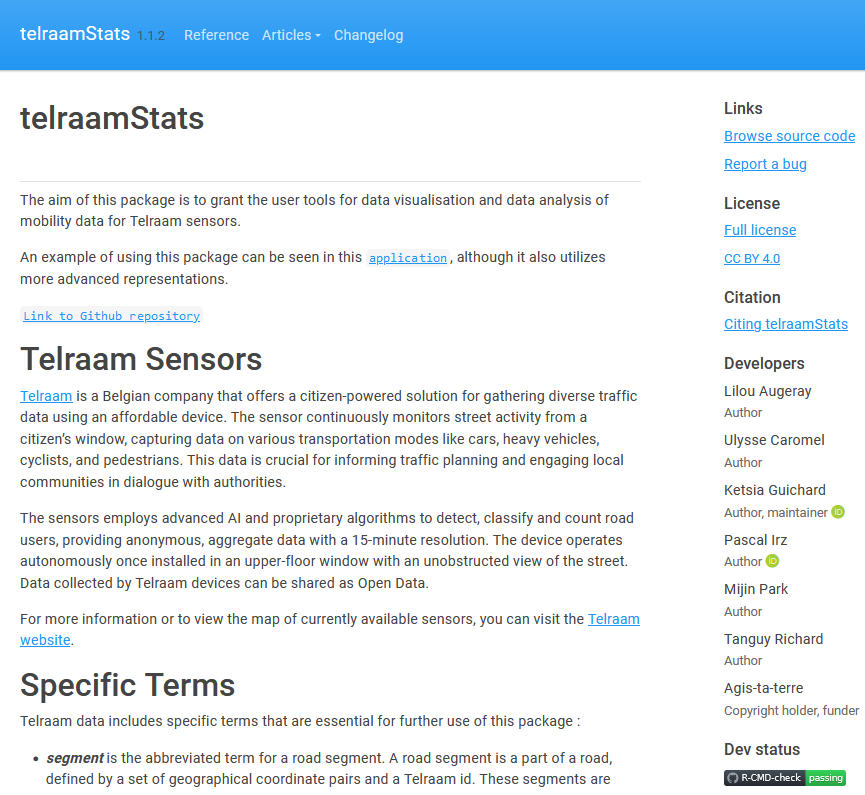 telraamStats 1.1.2 Reference Articles Changelog
telraamStats
The aim of this package is to grant the user tools for data visualisation and data analysis of
mobility data for Telraam sensors.
An example of using this package can be seen in this application, although it also utilizes
more advanced representations.
Link to Github repository
Telraam Sensors
Telraam is a Belgian company that offers a citizen-powered solution for gathering diverse traffic
data using an affordable device. The sensor continuously monitors street activity from a
citizen’s window, capturing data on various transportation modes like cars, heavy vehicles,
cyclists, and pedestrians. This data is crucial for informing traffic planning and engaging local
communities in dialogue with authorities.
The sensors employs advanced AI and proprietary algorithms to detect, classify and count road
users, providing anonymous, aggregate data with a 15-minute resolution. The device operates
autonomously once installed in an upper-floor window with an unobstructed view of the street.
Data collected by Telraam devices can be shared as Open Data.
For more information or to view the map of currently available sensors, you can visit the Telraam
website.
Specific Terms
Telraam data includes specific terms that are essential for further use of this package :
• segment is the abbreviated term for a road segment. A road segment is a part of a road,
defined by a set of geographical coordinate pairs and a Telraam id. These segments are
Links
Browse source code
Report a bug
License
Full license
CC BY 4.0
Citation
Citing telraamStats
Developers
Lilou Augeray
Author
Ulysse Caromel
Author
Ketsia Guichard
Author, maintainer iD
Pascal Irz
Author iD
Mijin Park
Author
Tanguy Richard
Author
Agis-ta-terre
Copyright holder, funder
Dev status
R-CMD-check passing